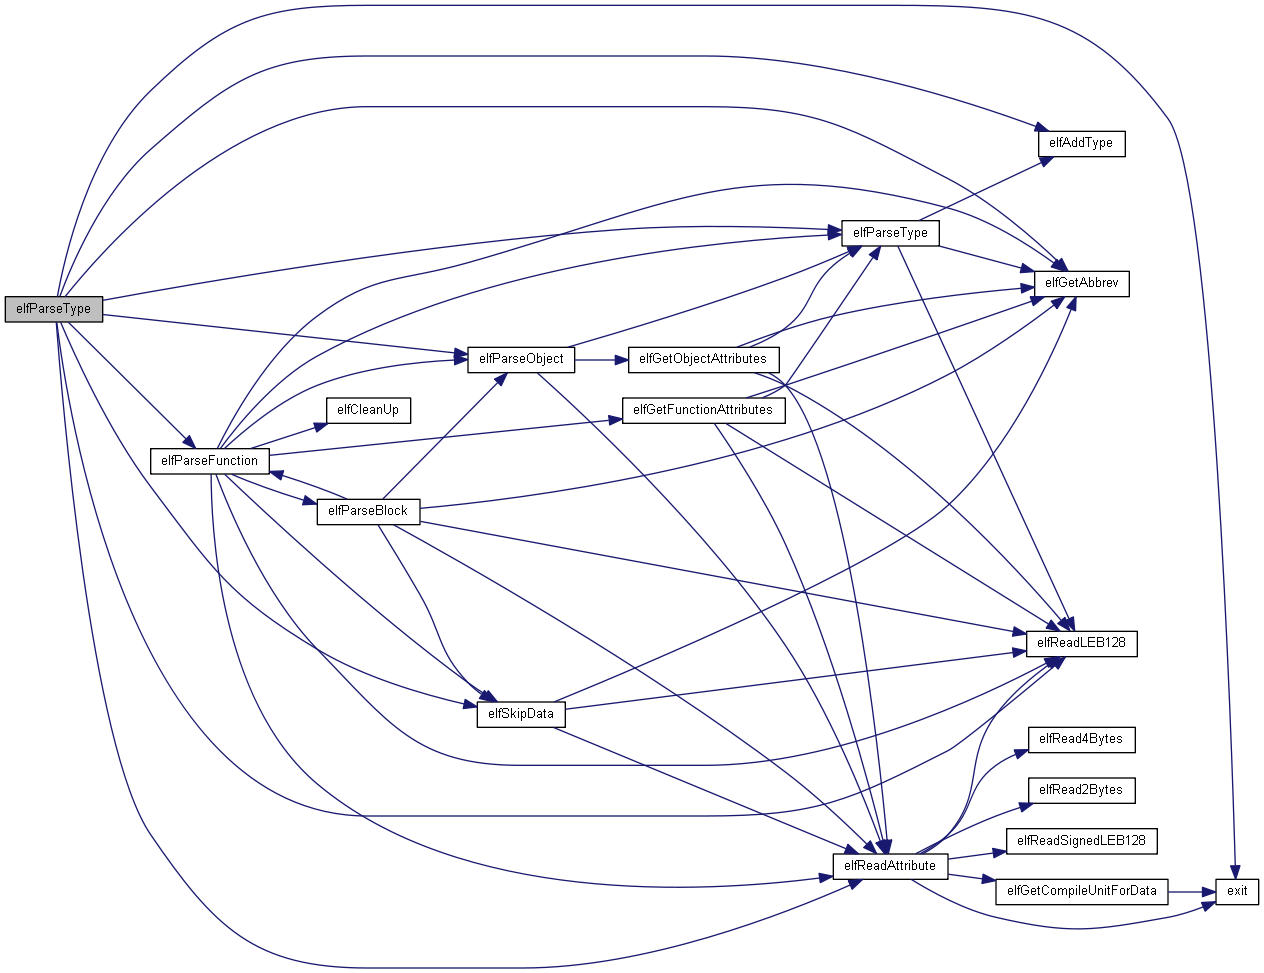 elfAddType
elfParseType
elfGetAbbrev
elfParseType
elfParseObject
elfGetObjectAttributes
elfCleanUp
elfGetFunctionAttributes
elfParseFunction
elfParseBlock
elfReadLEB128
elfSkipData
elfRead4Bytes
elfRead2Bytes
elfReadSignedLEB128
elfReadAttribute
elfGetCompileUnitForData
exit